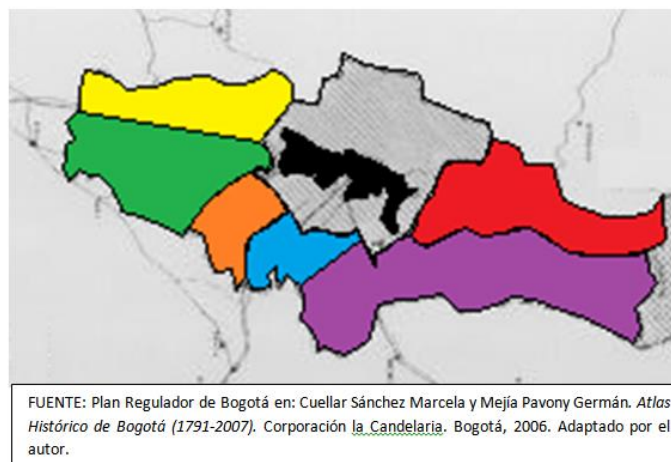 FUENTE: Plan Regulador de Bogotá en: Cuellar Sánchez Marcela y Mejía Pavony Germán. Atlas
Histórico de Bogotá (1791-2007). Corporación la Candelaria. Bogotá, 2006. Adaptado por el
autor.